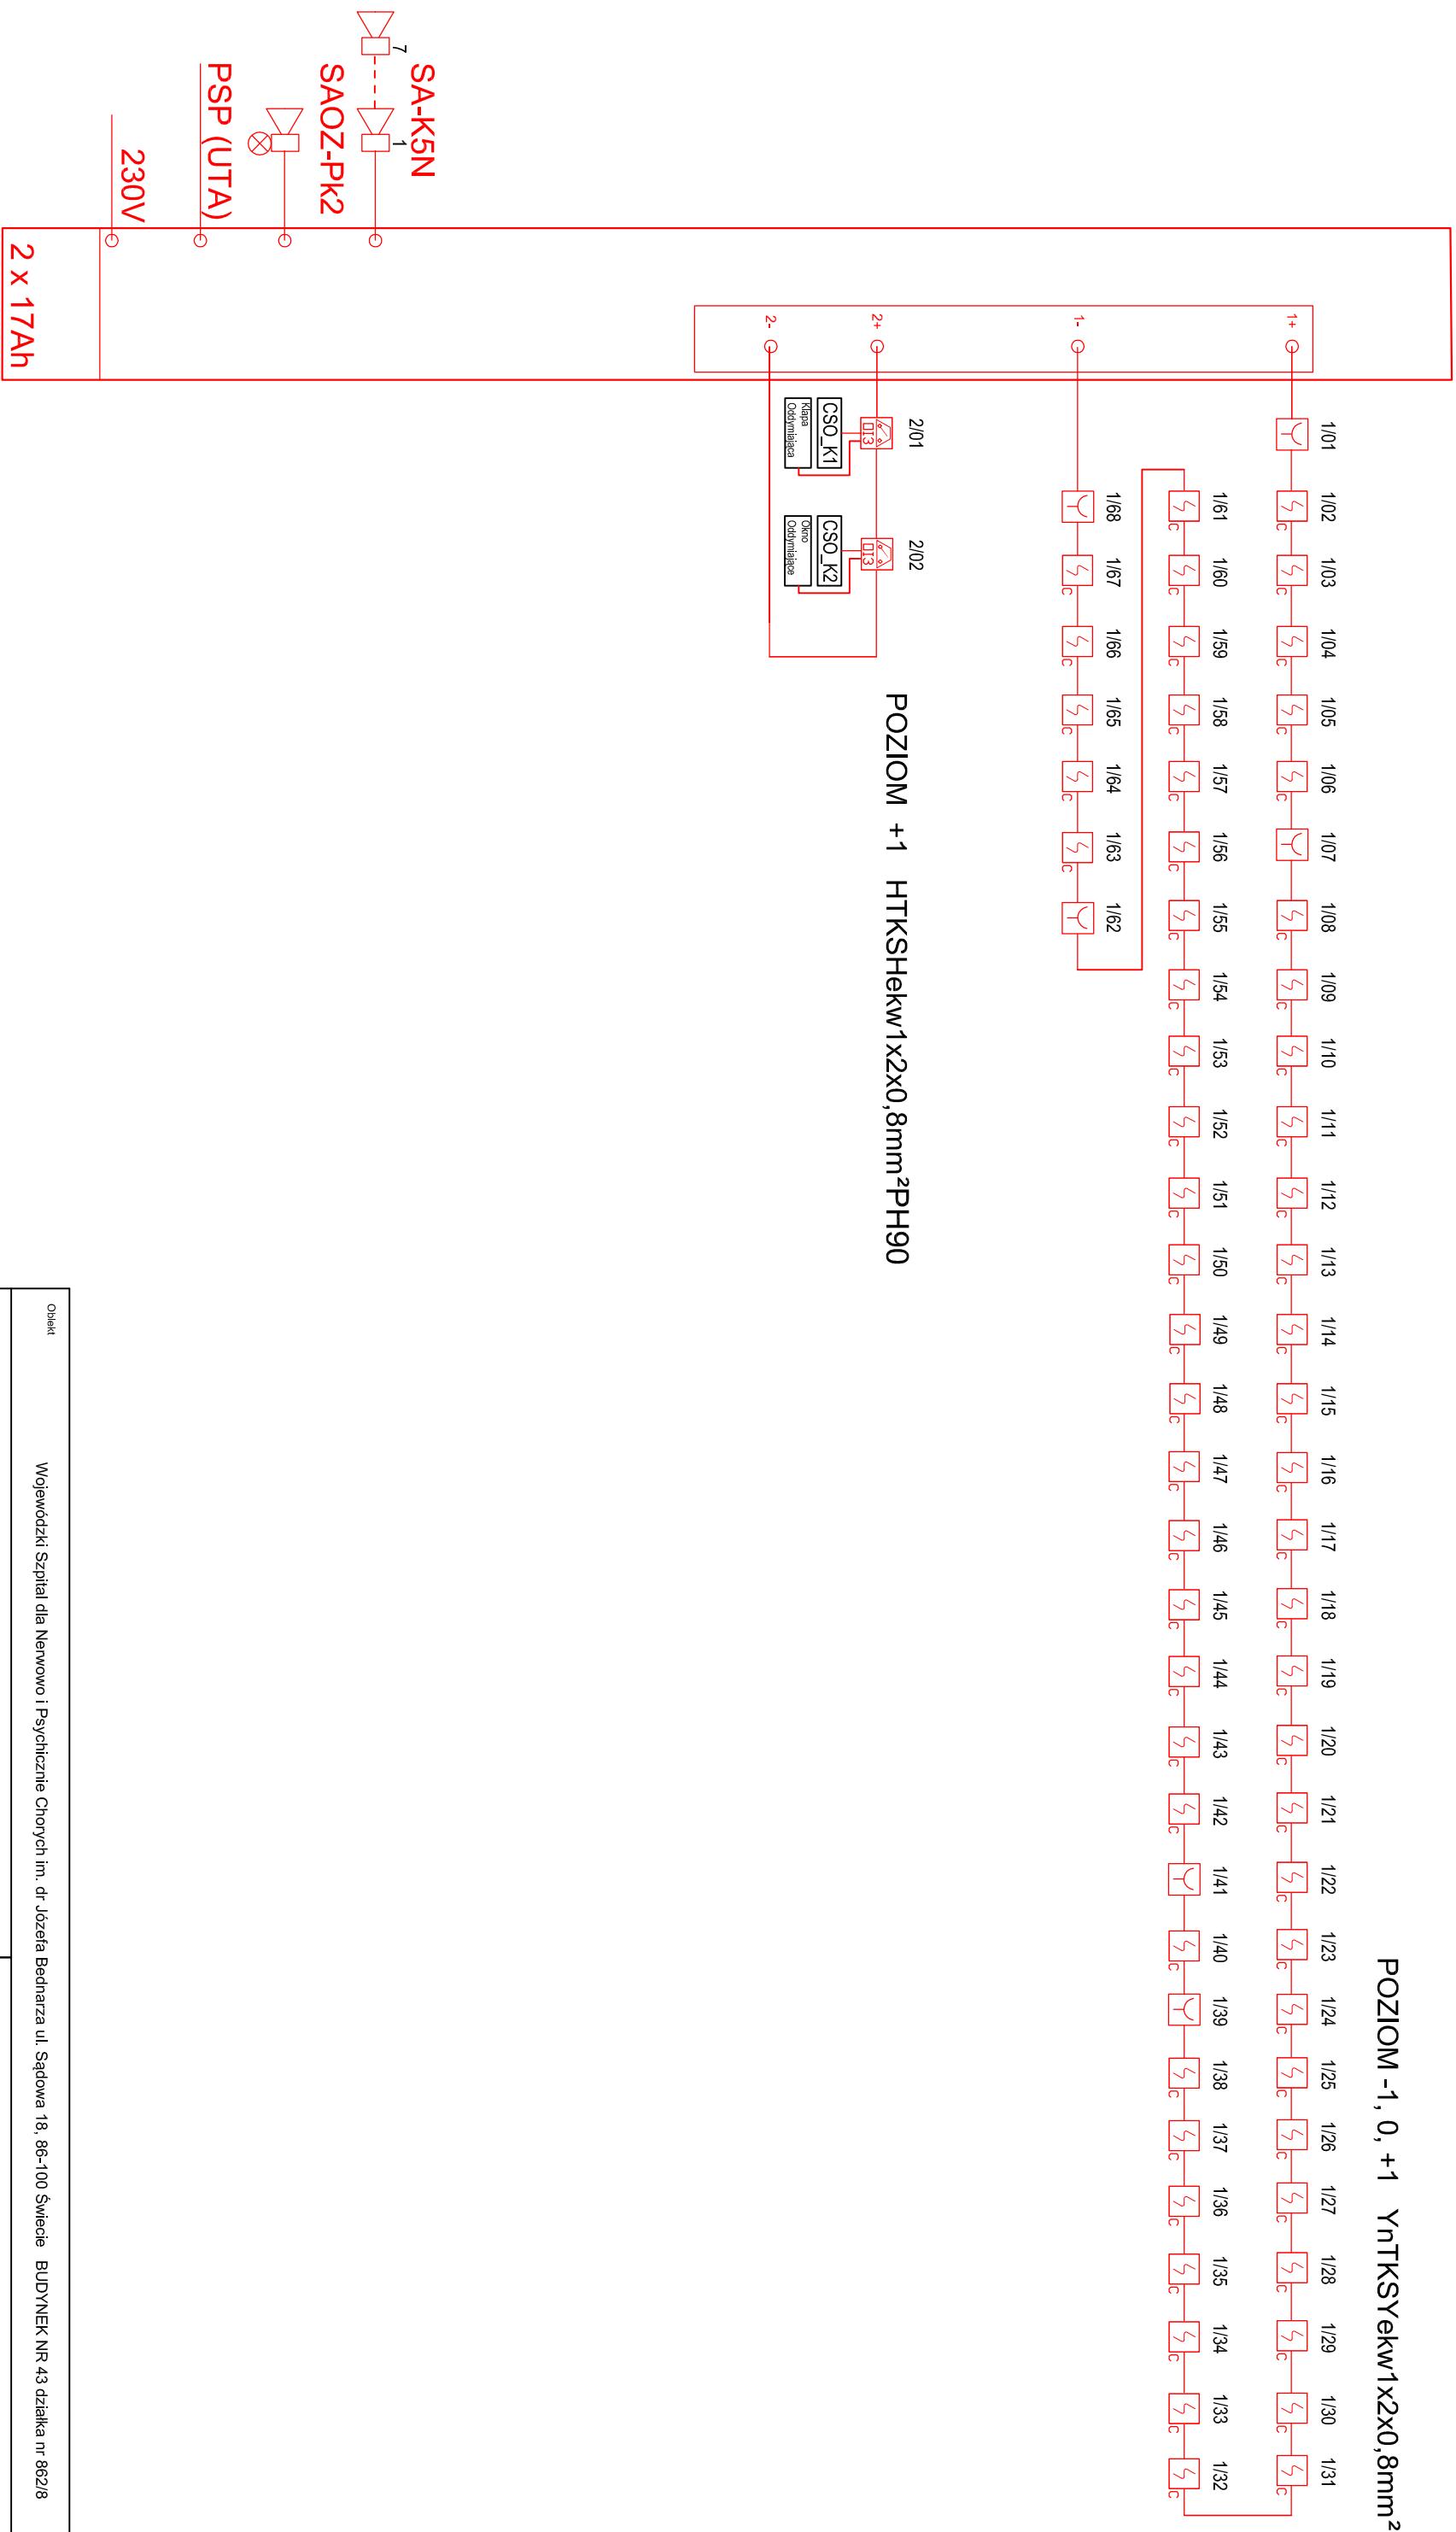 POZIOM -1, 0, +1 YnTKSYekw1x2x0,8mm²
1/01 1/02 1/03 1/04 1/05 1/06 1/07 1/08 1/09 1/10 1/11 1/12 1/13 1/14 1/15 1/16 1/17 1/18 1/19 1/20 1/21 1/22 1/23 1/24 1/25 1/26 1/27 1/28 1/29 1/30 1/31
1+
C C C C C C C C C C C C C C C C C C C C C C C C C C C C C
1/61 1/60 1/59 1/58 1/57 1/56 1/55 1/54 1/53 1/52 1/51 1/50 1/49 1/48 1/47 1/46 1/45 1/44 1/43 1/42 1/41 1/40 1/39 1/38 1/37 1/36 1/35 1/34 1/33 1/32
C C C C C C C C C C C C C C C C C C C C C C C C C C C C
1/68 1/67 1/66 1/65 1/64 1/63 1/62
1-
C C C C C
POZIOM +1 HTKSHekw1x2x0,8mm²PH90
2/01 2/02
2+
CSO_K1 CSO_K2
Klapa
Oddymiająca
Okno
Oddymiające
2-
SA-K5N
7 1
SAOZ-Pk2
PSP (UTA)
230V
2 x 17Ah
Obiekt
Wojewódzki Szpital dla Nerwowo i Psychicznie Chorych im. dr Józefa Bednarza ul. Sądowa 18, 86-100 Świecie BUDYNEK NR 43 działka nr 862/8